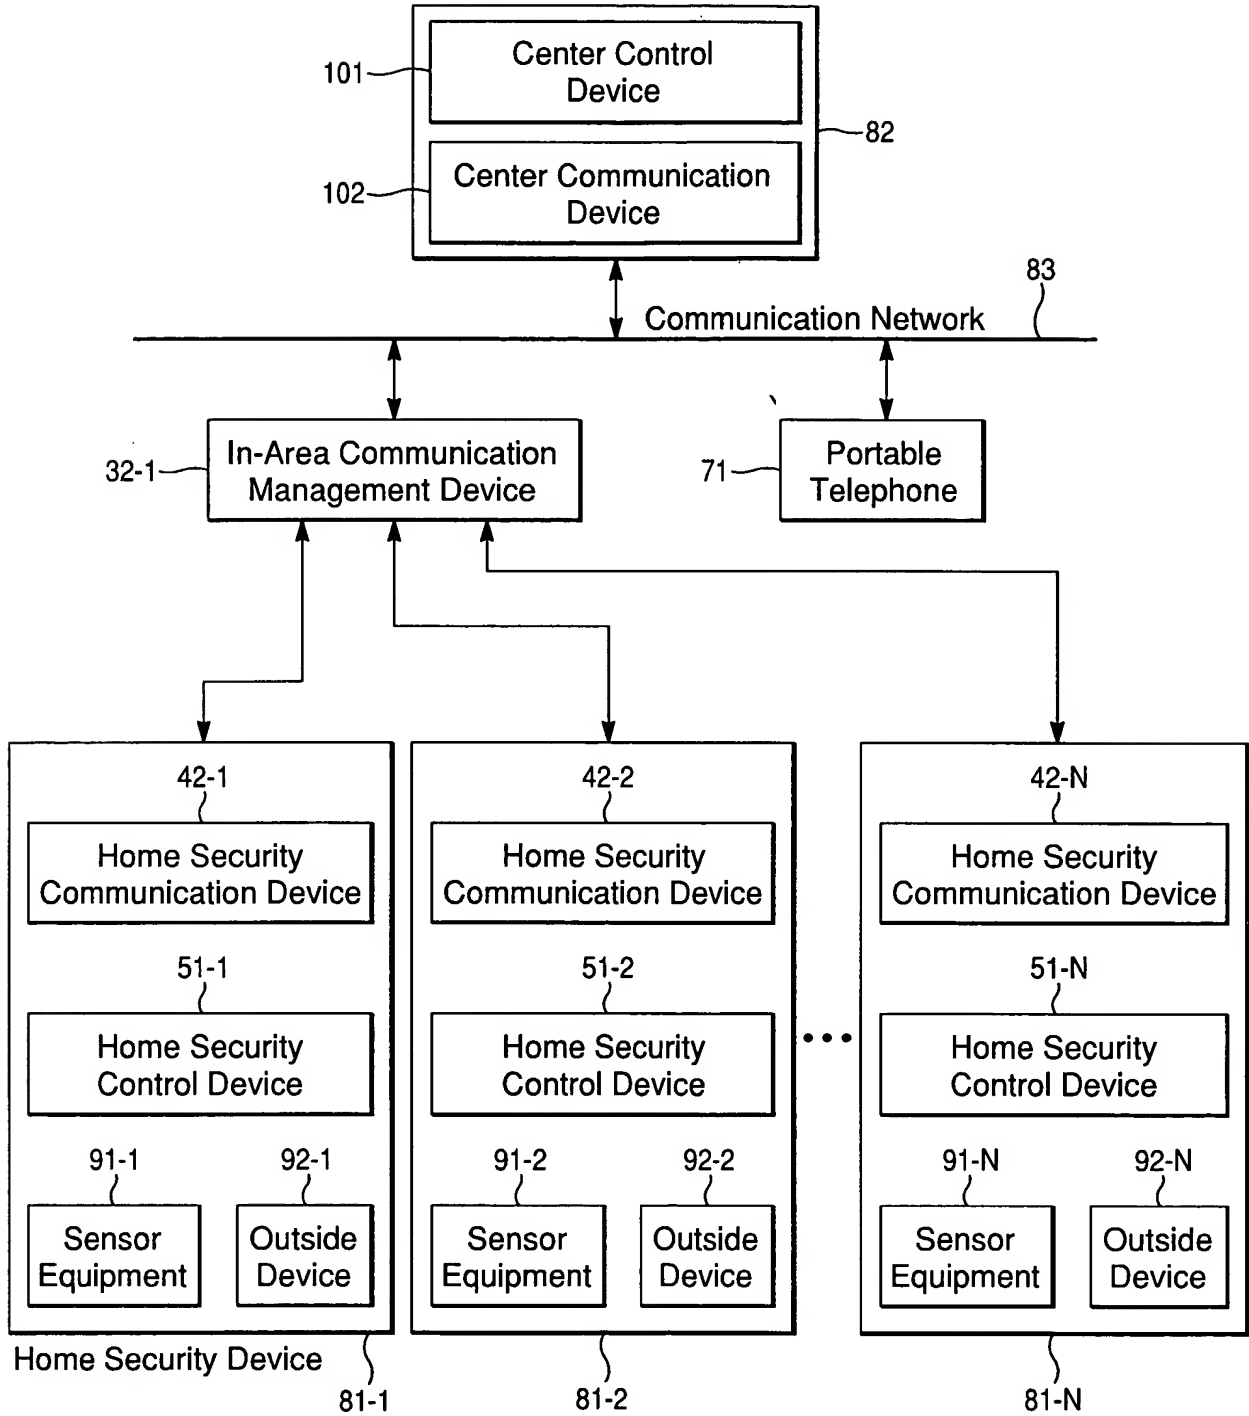 Center Control
Device
101
82
Center Communication
Device
102
83
Communication Network
In-Area Communication
Management Device
32-1
Portable
Telephone
71
42-1
Home Security
Communication Device
51-1
Home Security
Control Device
91-1
92-1
Sensor
Equipment
Outside
Device
Home Security Device
81-1
42-2
Home Security
Communication Device
51-2
Home Security
Control Device
91-2
92-2
Sensor
Equipment
Outside
Device
81-2
42-N
Home Security
Communication Device
51-N
Home Security
Control Device
91-N
92-N
Sensor
Equipment
Outside
Device
81-N